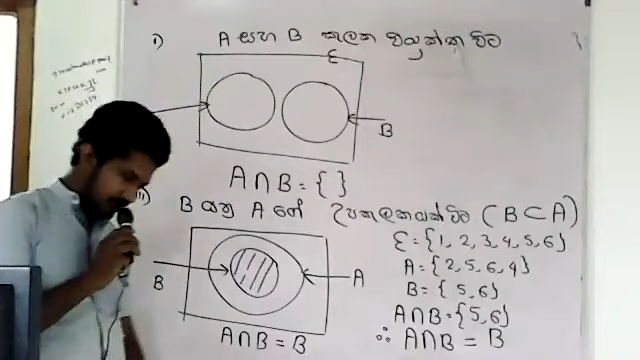 i) A සහ B කුලක වියුක්ත විට
ε
B
A∩B = { }
B යනු A හේ උපකුලකයක් විට (B⊂A)
ε = {1, 2, 3, 4, 5, 6}
A = {2, 5, 6, 4}
B = { 5, 6}
B
A
A∩B = {5, 6}
A∩B = B
∴ A∩B = B